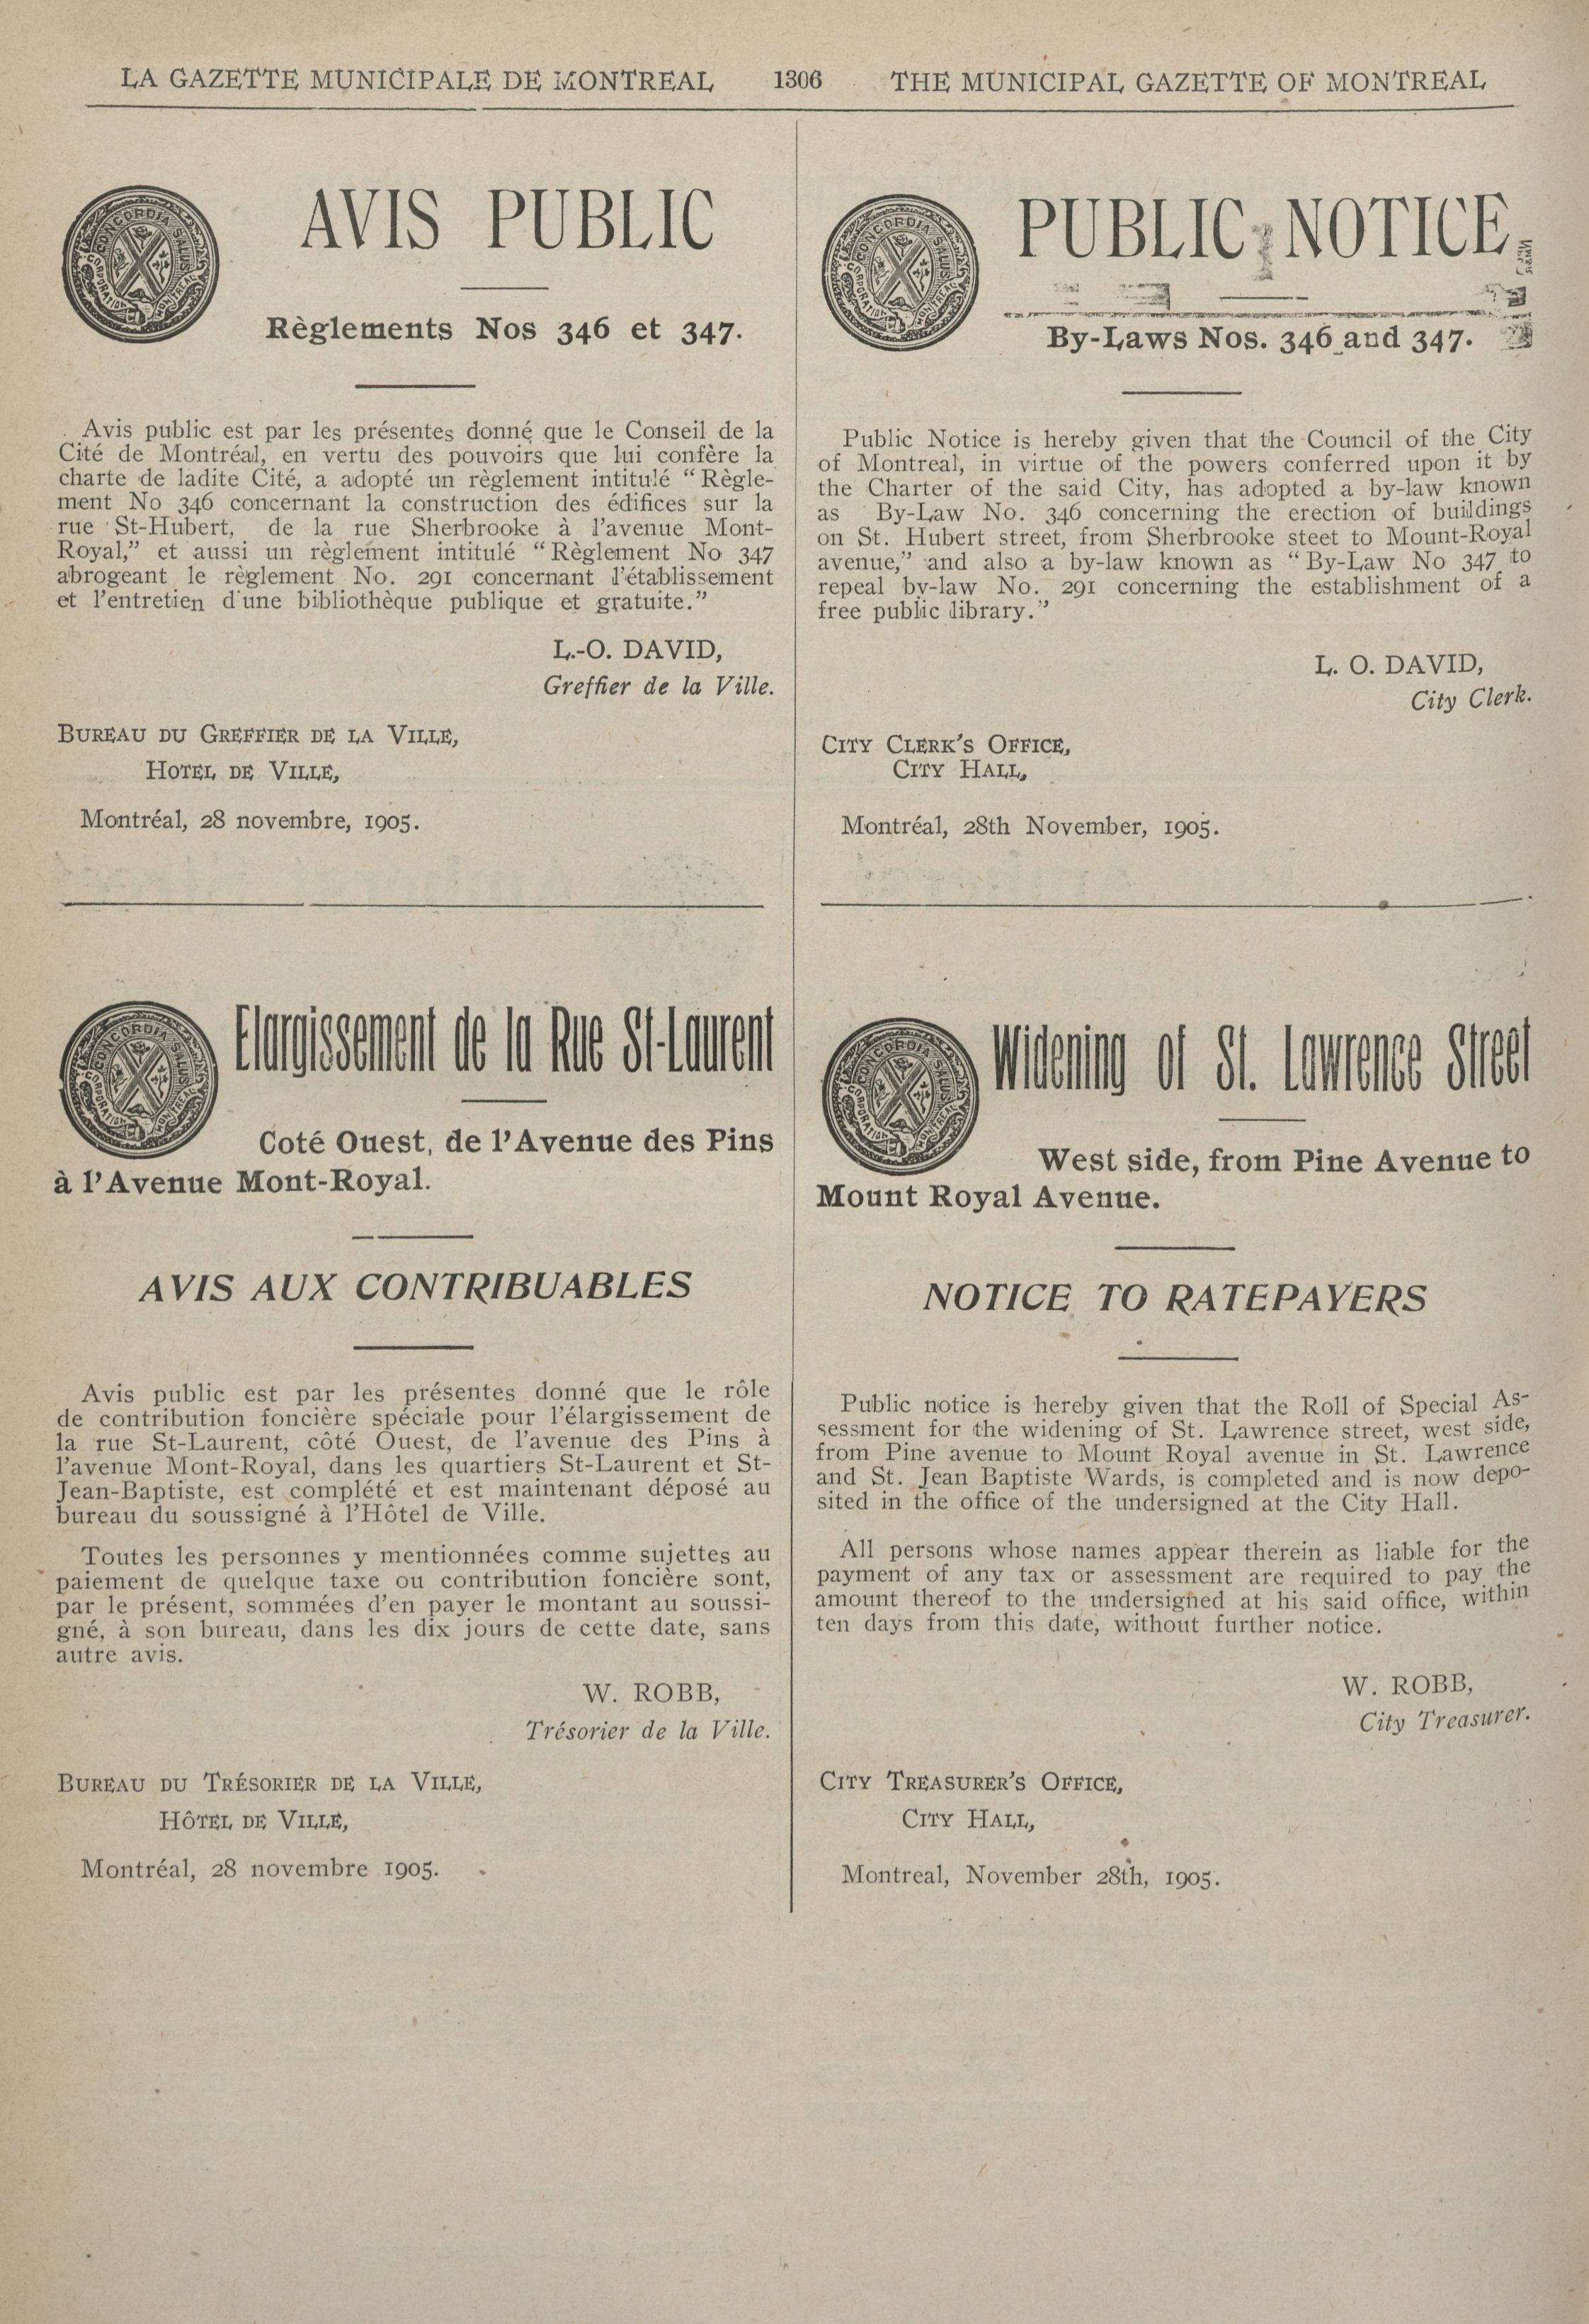 LA GAZETTE MUNICIPALE DE MONTREAL 1306 THE MUNICIPAL GAZETTE OF MONTREAL
AVIS PUBLIC
CONCORDIA SALUS
CORPORATION MONTREAL
Règlements Nos 346 et 347.
Avis public est par les présentes donné que le Conseil de la
Cité de Montréal, en vertu des pouvoirs que lui confère la
charte de ladite Cité, a adopté un règlement intitulé “ Règle-
ment No 346 concernant la construction des édifices sur la
rue St-Hubert, de la rue Sherbrooke à l’avenue Mont-
Royal,” et aussi un règlement intitulé “ Règlement No 347
abrogeant le règlement No. 291 concernant l’établissement
et l’entretien d’une bibliothèque publique et gratuite.”
L.-O. DAVID,
Greffier de la Ville.
BUREAU DU GREFFIER DE LA VILLE,
HOTEL DE VILLE,
Montréal, 28 novembre, 1905.
Elargissement de la Rue St-Laurent
CONCORDIA SALUS
CORPORATION MONTREAL
Coté Ouest, de l’Avenue des Pins
à l’Avenue Mont-Royal.
AVIS AUX CONTRIBUABLES
Avis public est par les présentes donné que le rôle
de contribution foncière spéciale pour l’élargissement de
la rue St-Laurent, côté Ouest, de l’avenue des Pins à
l’avenue Mont-Royal, dans les quartiers St-Laurent et St-
Jean-Baptiste, est complété et est maintenant déposé au
bureau du soussigné à l’Hôtel de Ville.
Toutes les personnes y mentionnées comme sujettes au
paiement de quelque taxe ou contribution foncière sont,
par le présent, sommées d’en payer le montant au soussi-
gné, à son bureau, dans les dix jours de cette date, sans
autre avis.
W. ROBB,
Trésorier de la Ville.
BUREAU DU TRÉSORIER DE LA VILLE,
HÔTEL DE VILLE,
Montréal, 28 novembre 1905.
PUBLIC NOTICE
CONCORDIA SALUS
CORPORATION MONTREAL
By-Laws Nos. 346 and 347.
Public Notice is hereby given that the Council of the City
of Montreal, in virtue of the powers conferred upon it by
the Charter of the said City, has adopted a by-law known
as By-Law No. 346 concerning the erection of buildings
on St. Hubert street, from Sherbrooke steet to Mount-Royal
avenue,” and also a by-law known as “ By-Law No 347 to
repeal by-law No. 291 concerning the establishment of a
free public library.”
L. O. DAVID,
City Clerk.
CITY CLERK’S OFFICE,
CITY HALL,
Montréal, 28th November, 1905.
Widening of St. Lawrence Street
CONCORDIA SALUS
CORPORATION MONTREAL
West side, from Pine Avenue to
Mount Royal Avenue.
NOTICE TO RATEPAYERS
Public notice is hereby given that the Roll of Special As-
sessment for the widening of St. Lawrence street, west side,
from Pine avenue to Mount Royal avenue in St. Lawrence
and St. Jean Baptiste Wards, is completed and is now depo-
sited in the office of the undersigned at the City Hall.
All persons whose names appear therein as liable for the
payment of any tax or assessment are required to pay the
amount thereof to the undersigned at his said office, within
ten days from this date, without further notice.
W. ROBB,
City Treasurer.
CITY TREASURER’S OFFICE,
CITY HALL,
Montreal, November 28th, 1905.